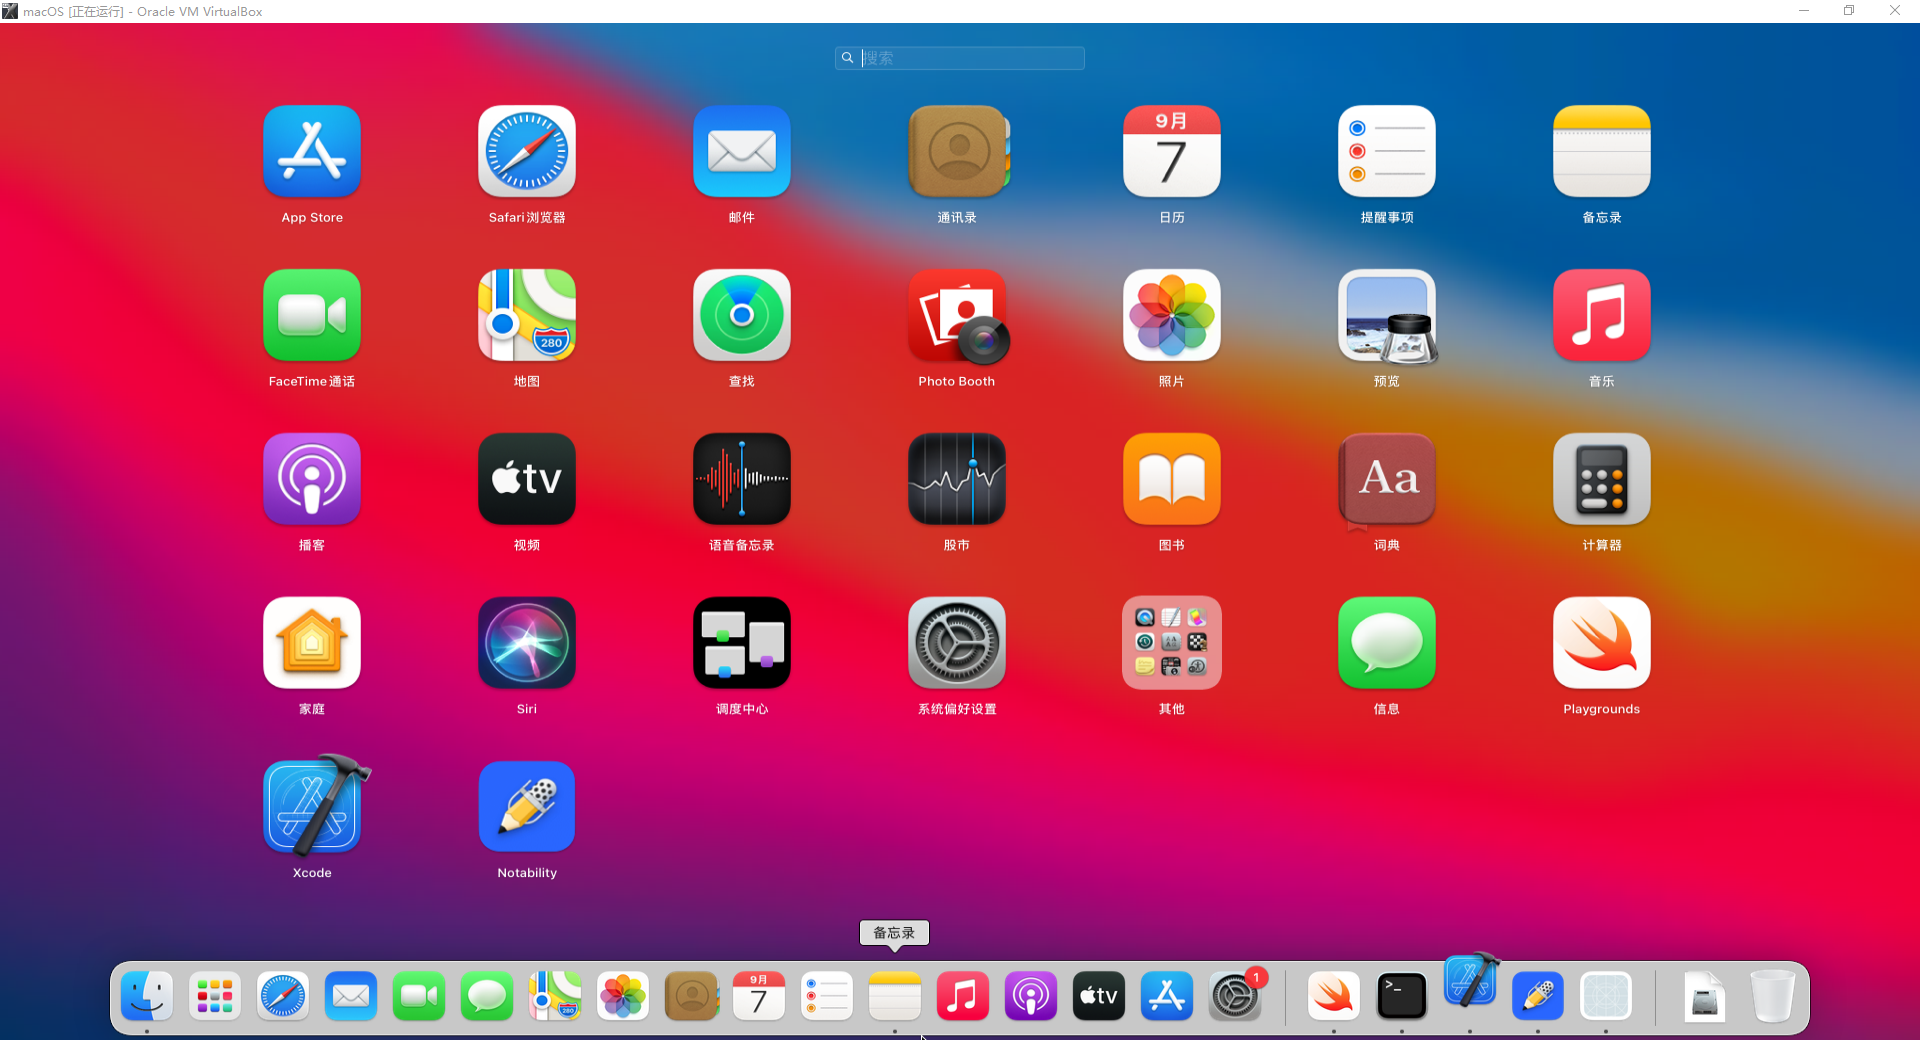 macOS [正在运行] - Oracle VM VirtualBox
搜索
9月
7
App Store
Safari浏览器
邮件
通讯录
日历
提醒事项
备忘录
280
FaceTime通话
地图
查找
Photo Booth
照片
预览
音乐
tv
Aa
播客
视频
语音备忘录
股市
图书
词典
计算器
家庭
Siri
调度中心
系统偏好设置
其他
信息
Playgrounds
Xcode
Notability
备忘录
280
9月
7
tv
1
>_